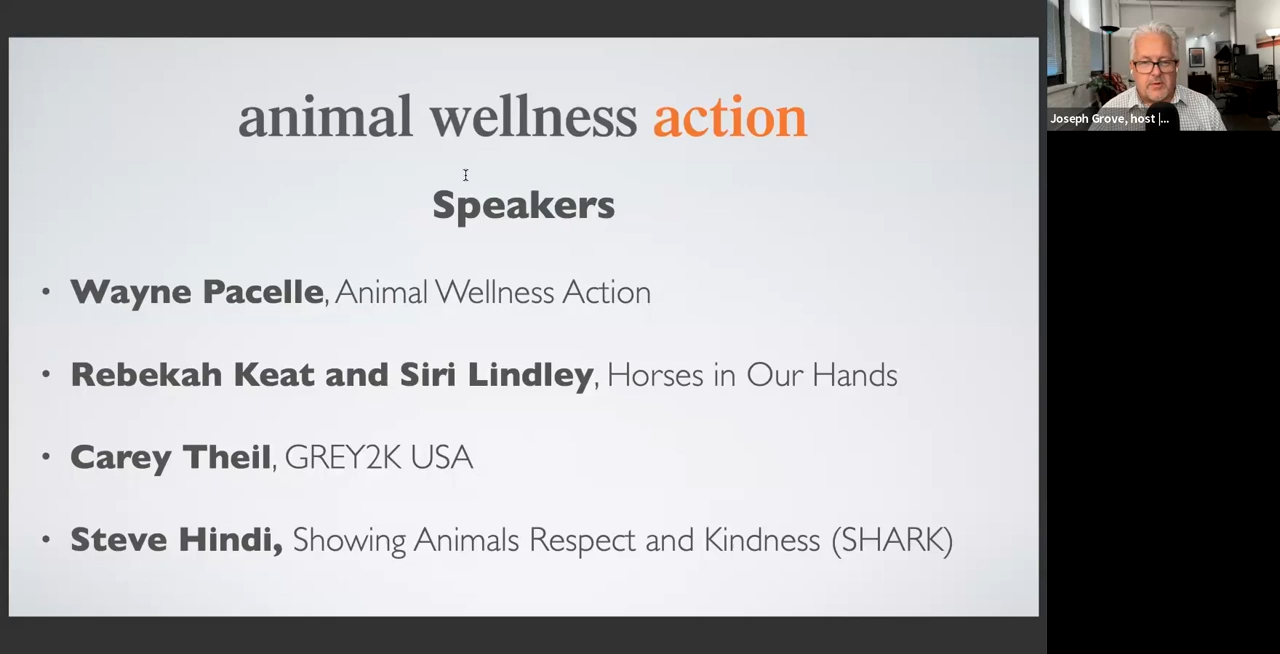 animal wellness action
Speakers
• Wayne Pacelle, Animal Wellness Action
• Rebekah Keat and Siri Lindley, Horses in Our Hands
• Carey Theil, GREY2K USA
• Steve Hindi, Showing Animals Respect and Kindness (SHARK)
Joseph Grove, host |...